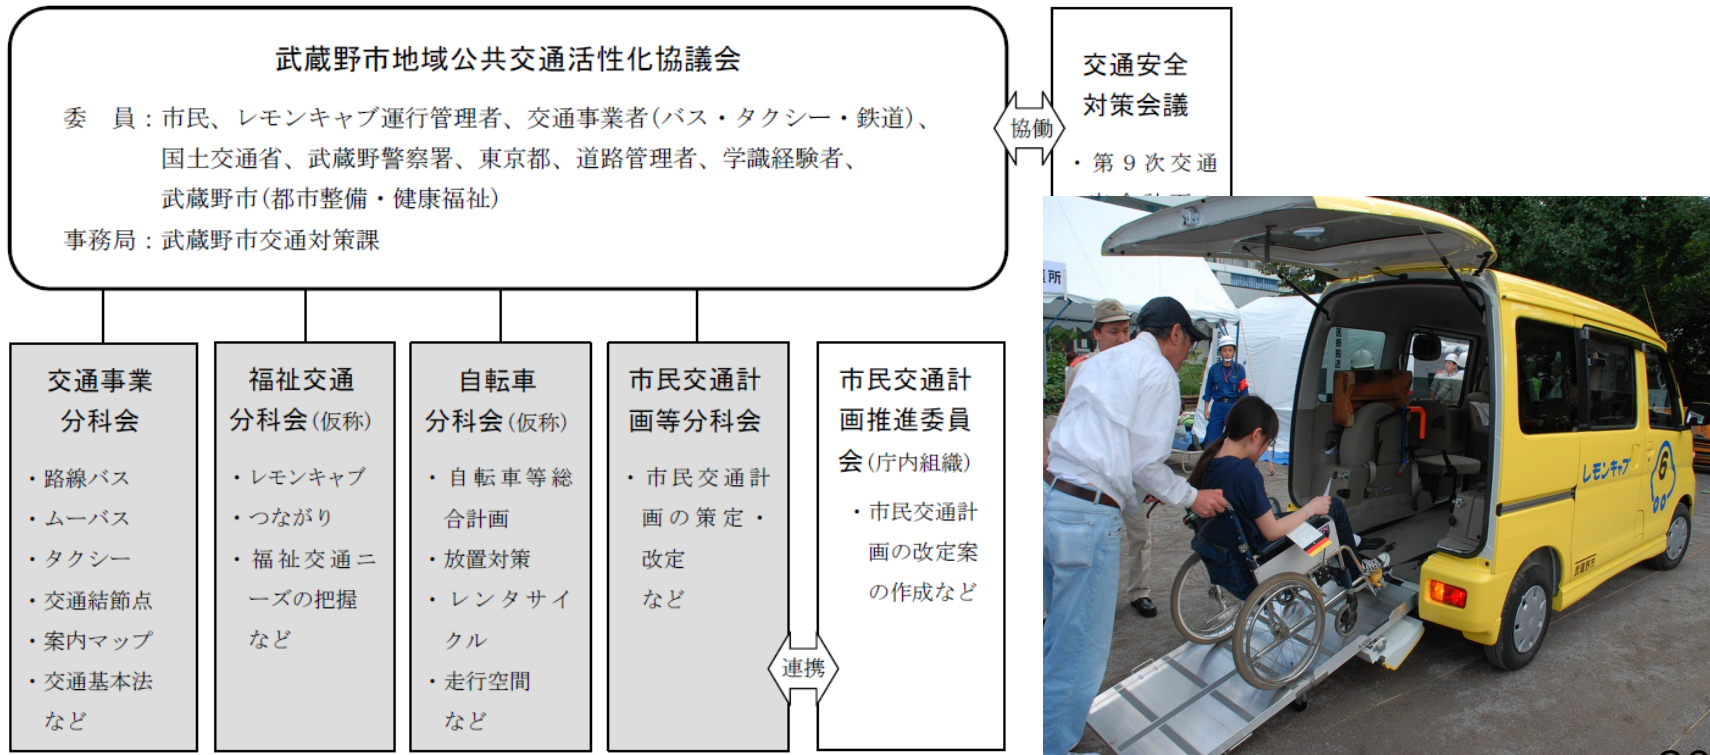 武蔵野市地域公共交通活性化協議会
委　員：市民、レモンキャブ運行管理者、交通事業者(バス・タクシー・鉄道)、
国土交通省、武蔵野警察署、東京都、道路管理者、学識経験者、
武蔵野市(都市整備・健康福祉)
事務局：武蔵野市交通対策課
協働
交通安全
対策会議
・第９次交通
交通事業
分科会
・路線バス
・ムーバス
・タクシー
・交通結節点
・案内マップ
・交通基本法
など
福祉交通
分科会(仮称)
・レモンキャブ
・つながり
・福祉交通ニ
ーズの把握
など
自転車
分科会(仮称)
・自転車等総
合計画
・放置対策
・レンタサイ
クル
・走行空間
など
市民交通計
画等分科会
・市民交通計
画の策定・
改定
など
連携
市民交通計
画推進委員
会(庁内組織)
・市民交通計
画の改定案
の作成など
所
レモンキャブ
6
武蔵野市